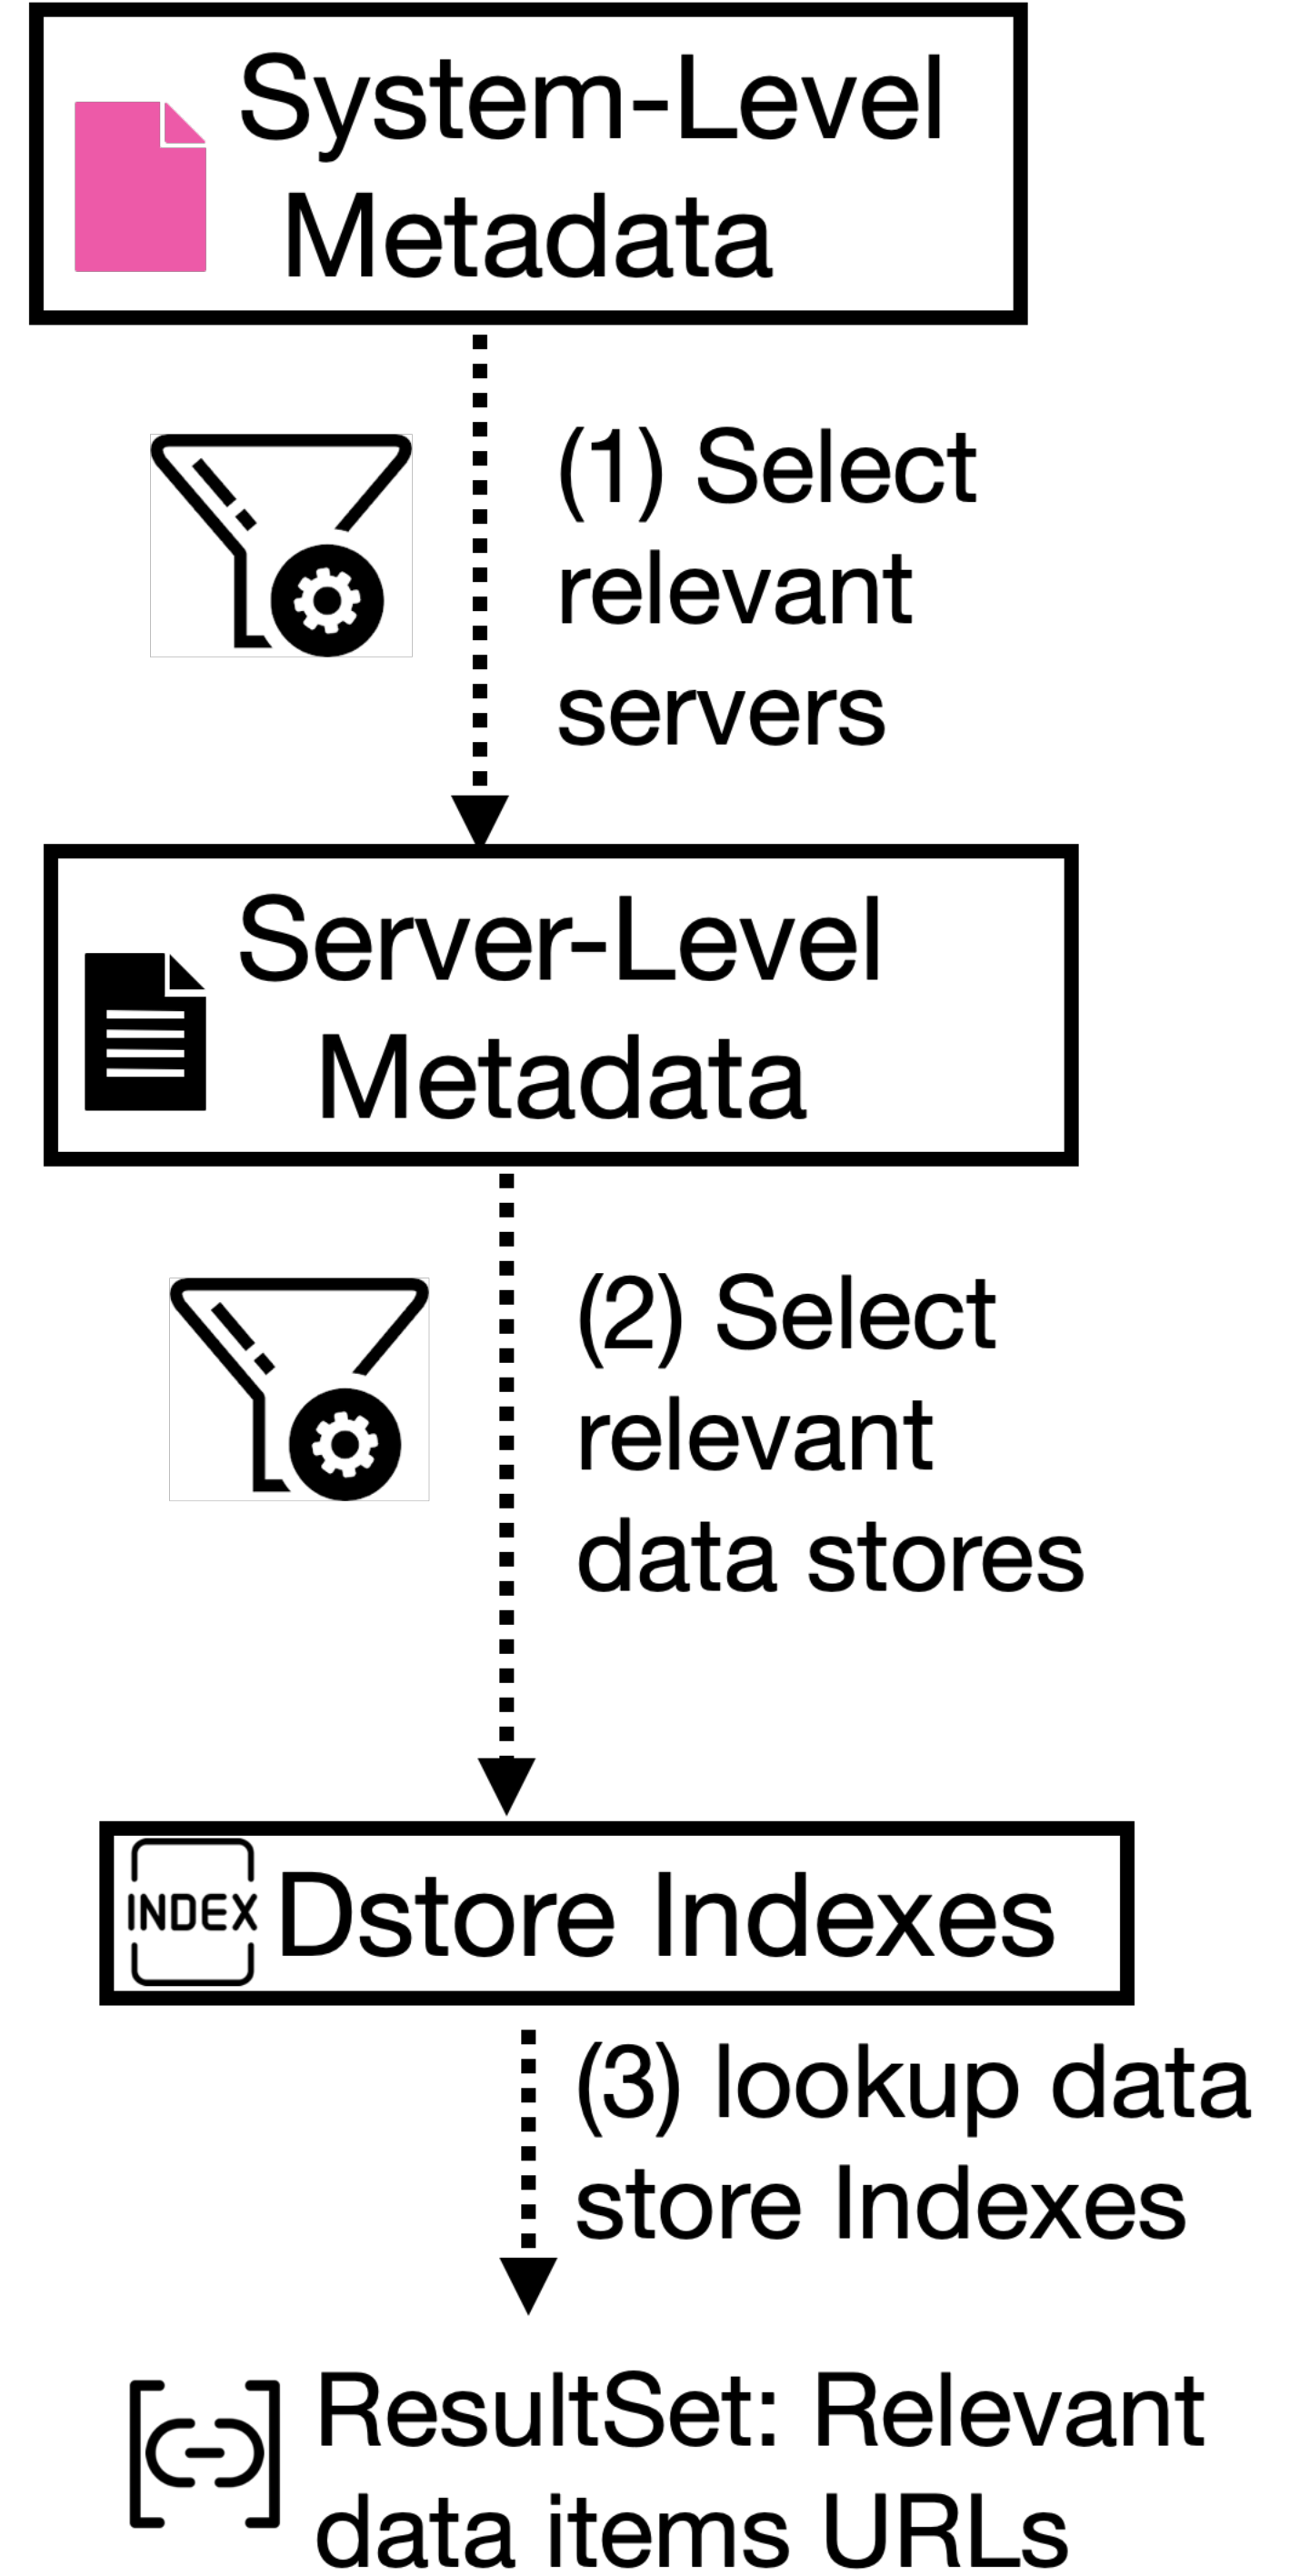 System-Level
Metadata
(1) Select
relevant
servers
Server-Level
Metadata
(2) Select
relevant
data stores
INDEX
Dstore Indexes
(3) lookup data
store Indexes
ResultSet: Relevant
data items URLs